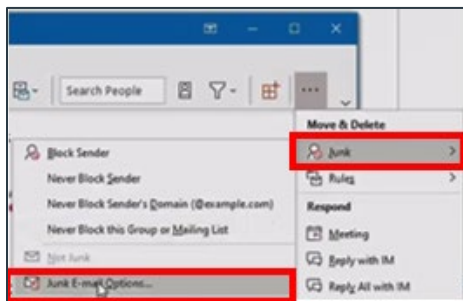 Search People
Move & Delete
Block Sender
Junk
Never Block Sender
Rules
Never Block Sender's Domain (@example.com)
Respond
Never Block this Group or Mailing List
Meeting
Not Junk
Reply with IM
Junk E-mail Options...
Reply All with IM